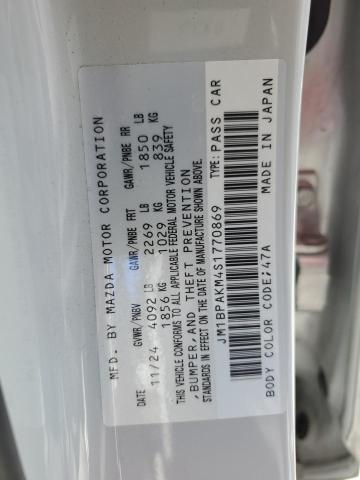 MFD. BY MAZDA MOTOR CORPORATION
DATE GVWR/PNBV GAWR/PNBE FRT GAWR/PNBE RR
11/24 4092 LB 2269 LB 1850 LB
1856 KG 1029 KG 839 KG
THIS VEHICLE CONFORMS TO ALL APPLICABLE FEDERAL MOTOR VEHICLE SAFETY
,BUMPER,AND THEFT PREVENTION
STANDARDS IN EFFECT ON THE DATE OF MANUFACTURE SHOWN ABOVE.
JM1BPAKM4S1770869 TYPE: PASS CAR
BODY COLOR CODE;47A MADE IN JAPAN